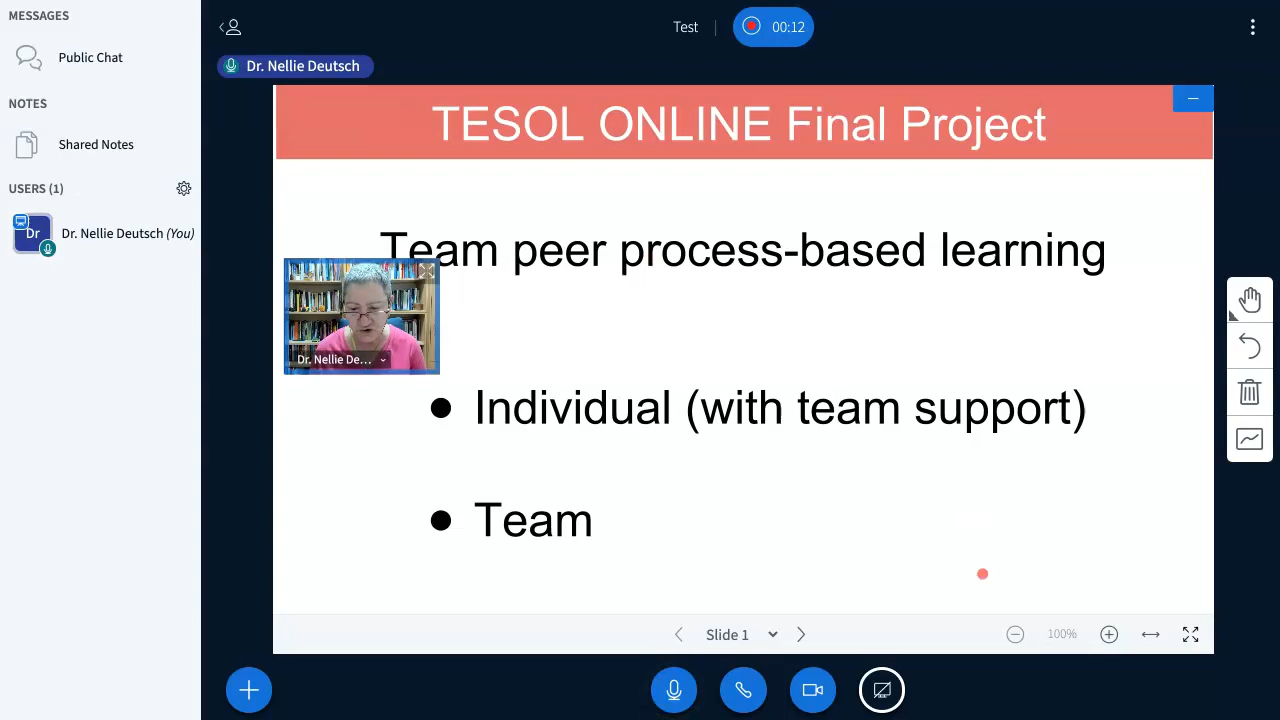 MESSAGES
Public Chat
NOTES
Shared Notes
USERS (1)
Dr
Dr. Nellie Deutsch (You)
Test
00:12
Dr. Nellie Deutsch
TESOL ONLINE Final Project
Team peer process-based learning
Dr. Nellie De...
● Individual (with team support)
● Team
Slide 1
100%